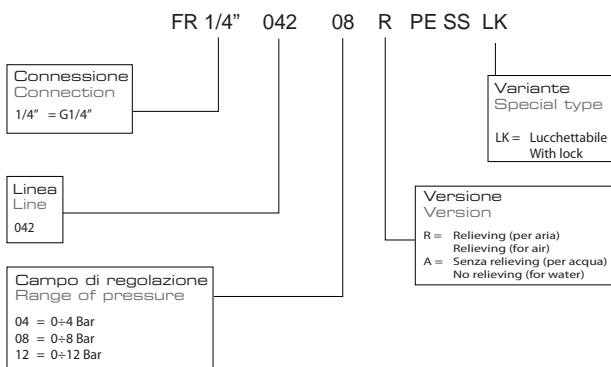 FR 1/4” 042 08 R PE SS LK
Connessione
Connection
1/4” = G1/4”
Variante
Special type
LK = Lucchettabile
With lock
Linea
Line
042
Versione
Version
R = Relieving (per aria)
Relieving (for air)
A = Senza relieving (per acqua)
No relieving (for water)
Campo di regolazione
Range of pressure
04 = 0÷4 Bar
08 = 0÷8 Bar
12 = 0÷12 Bar